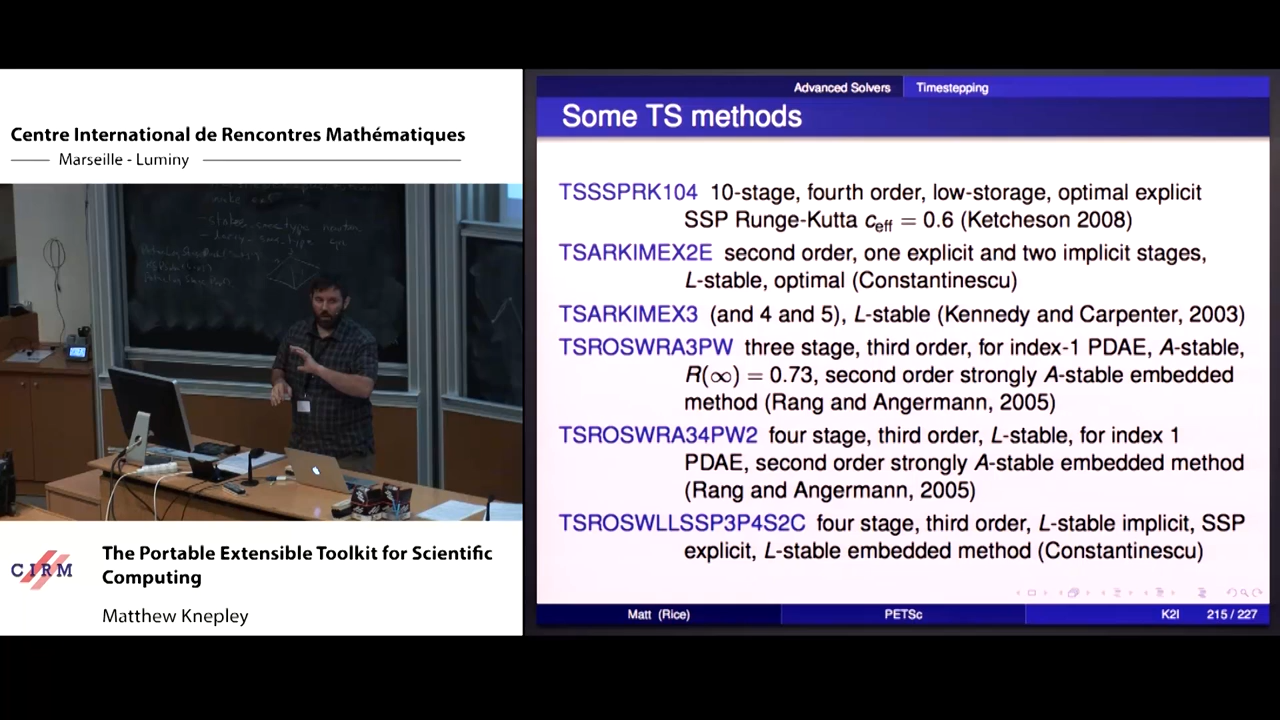 Centre International de Rencontres Mathématiques
Marseille - Luminy
CIRM
The Portable Extensible Toolkit for Scientific
Computing
Matthew Knepley
Advanced Solvers
Timestepping
Some TS methods
TSSSPRK104 10-stage, fourth order, low-storage, optimal explicit
SSP Runge-Kutta c_eff = 0.6 (Ketcheson 2008)
TSARKIMEX2E second order, one explicit and two implicit stages,
L-stable, optimal (Constantinescu)
TSARKIMEX3 (and 4 and 5), L-stable (Kennedy and Carpenter, 2003)
TSROSWRA3PW three stage, third order, for index-1 PDAE, A-stable,
R(∞) = 0.73, second order strongly A-stable embedded
method (Rang and Angermann, 2005)
TSROSWRA34PW2 four stage, third order, L-stable, for index 1
PDAE, second order strongly A-stable embedded method
(Rang and Angermann, 2005)
TSROSWLLSSP3P4S2C four stage, third order, L-stable implicit, SSP
explicit, L-stable embedded method (Constantinescu)
Matt (Rice)
PETSc
K2I
215 / 227